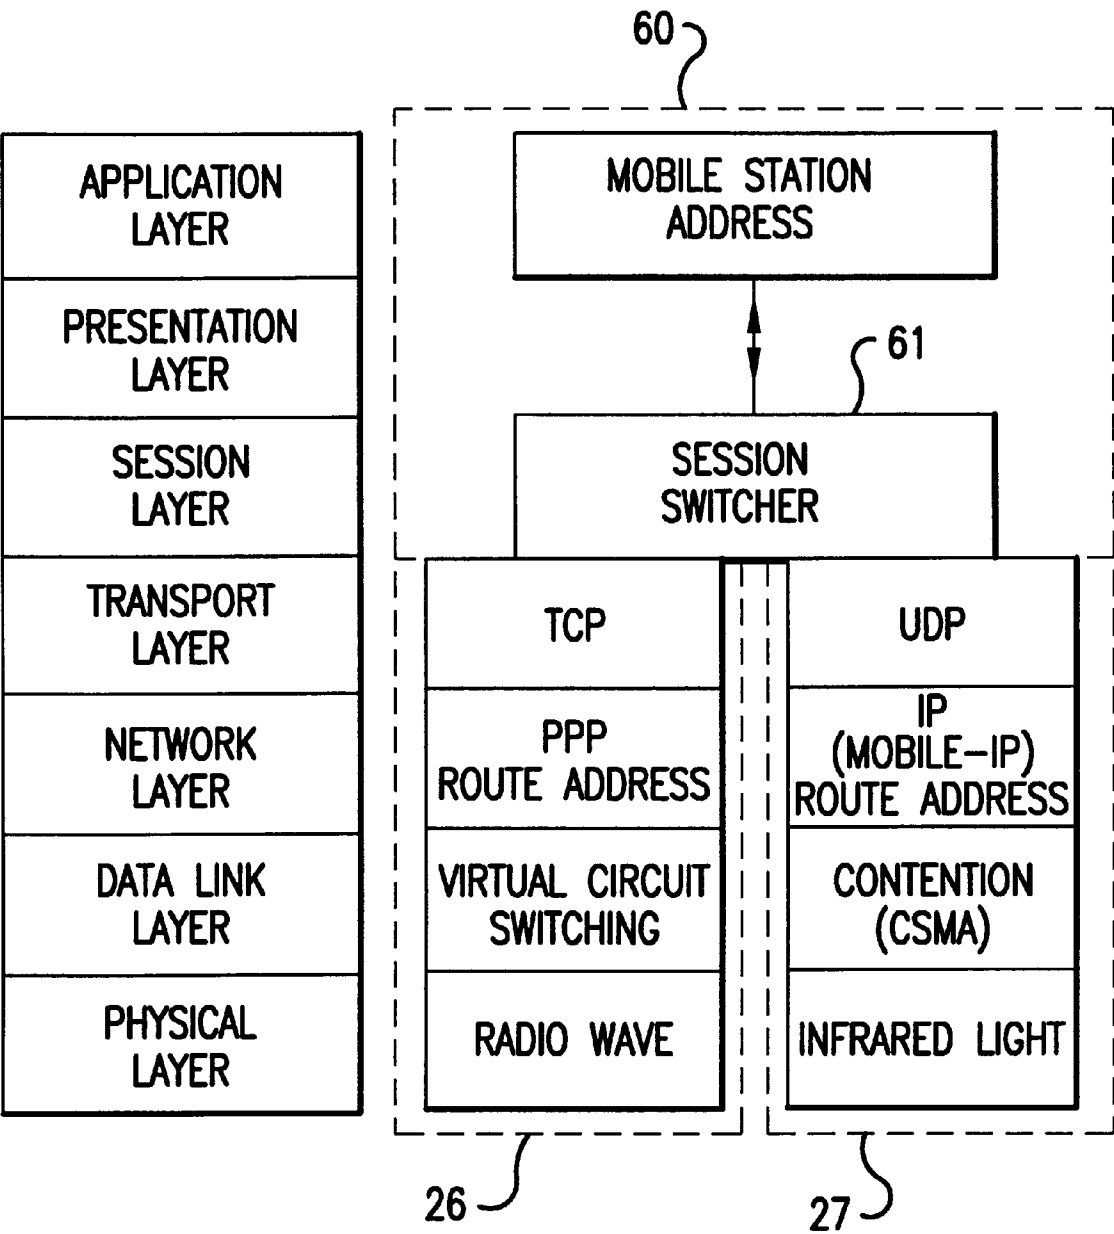 60
APPLICATION
LAYER
PRESENTATION
LAYER
SESSION
LAYER
TRANSPORT
LAYER
NETWORK
LAYER
DATA LINK
LAYER
PHYSICAL
LAYER
MOBILE STATION
ADDRESS
61
SESSION
SWITCHER
TCP
PPP
ROUTE ADDRESS
VIRTUAL CIRCUIT
SWITCHING
RADIO WAVE
26
UDP
IP
(MOBILE-IP)
ROUTE ADDRESS
CONTENTION
(CSMA)
INFRARED LIGHT
27